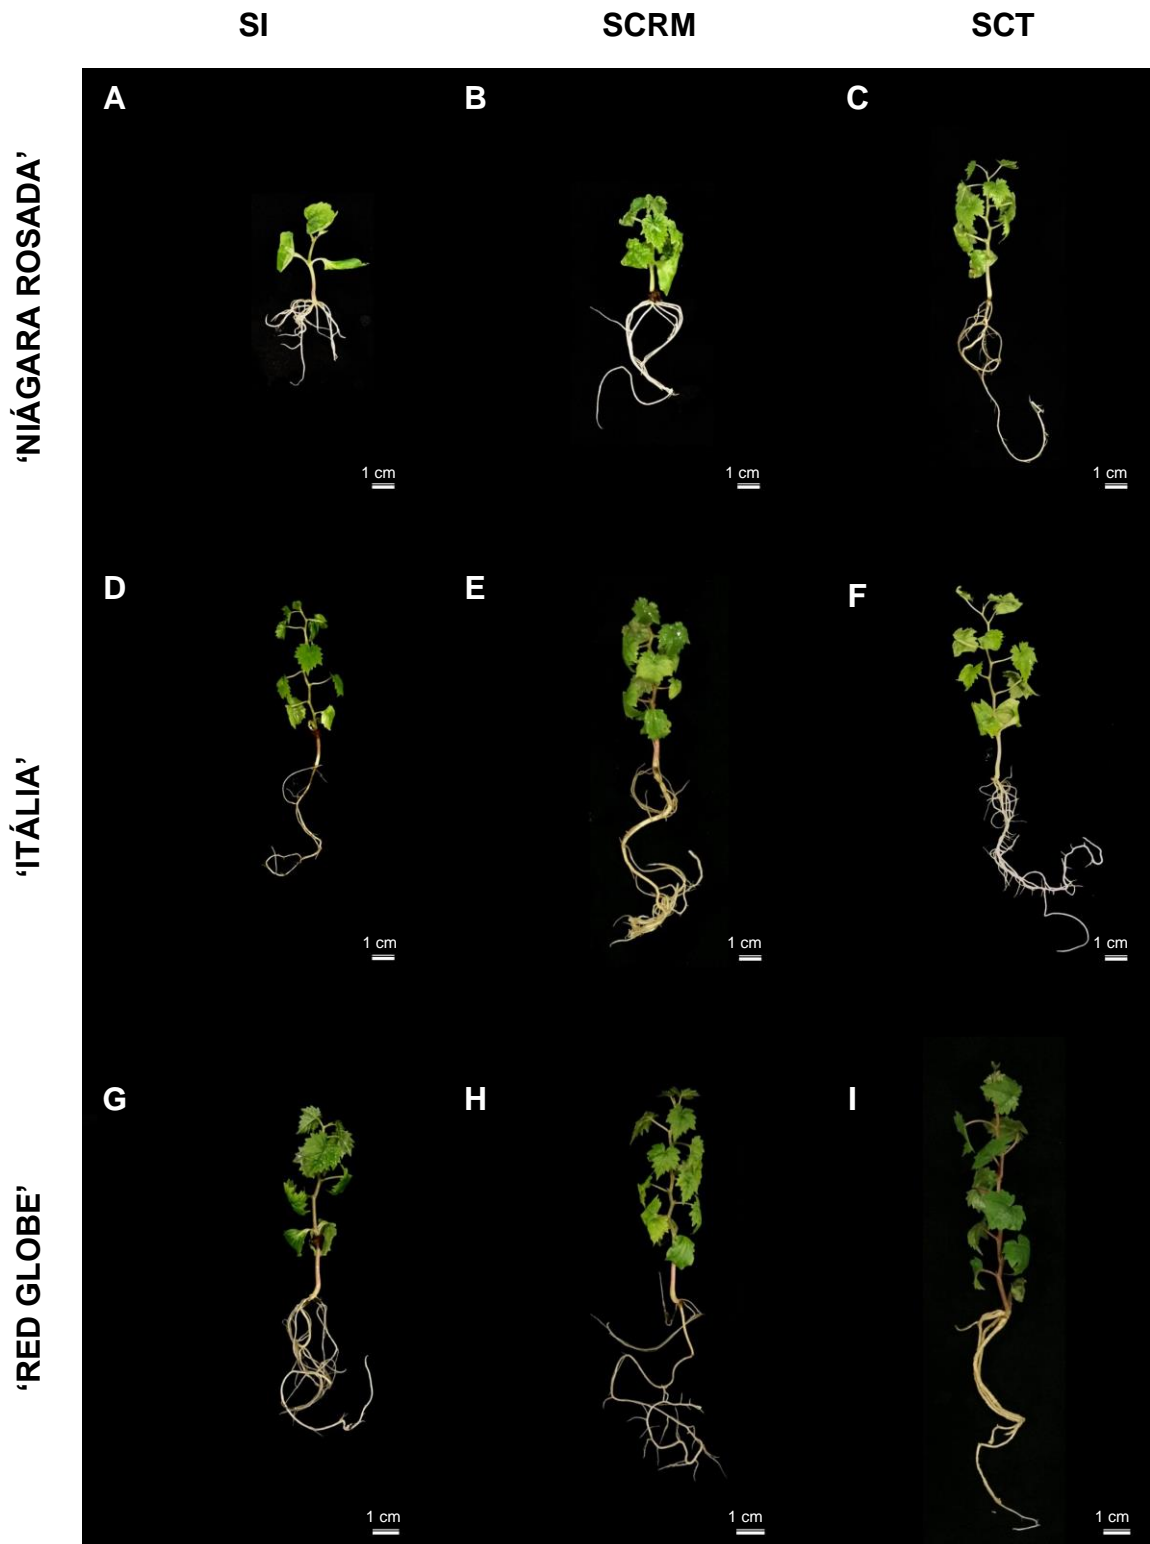 SI SCRM SCT
‘NIÁGARA ROSADA’
A B C
1 cm 1 cm 1 cm
‘ITÁLIA’
D E F
1 cm 1 cm 1 cm
‘RED GLOBE’
G H I
1 cm 1 cm 1 cm